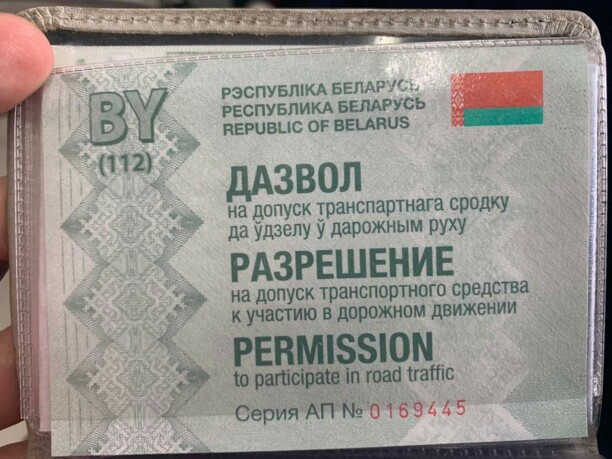 BY
(112)
РЭСПУБЛІКА БЕЛАРУСЬ
РЕСПУБЛИКА БЕЛАРУСЬ
REPUBLIC OF BELARUS
ДАЗВОЛ
на допуск транспартнага сродку
да ўдзелу ў дарожным руху
РАЗРЕШЕНИЕ
на допуск транспортного средства
к участию в дорожном движении
PERMISSION
to participate in road traffic
Серия АП № 0169445